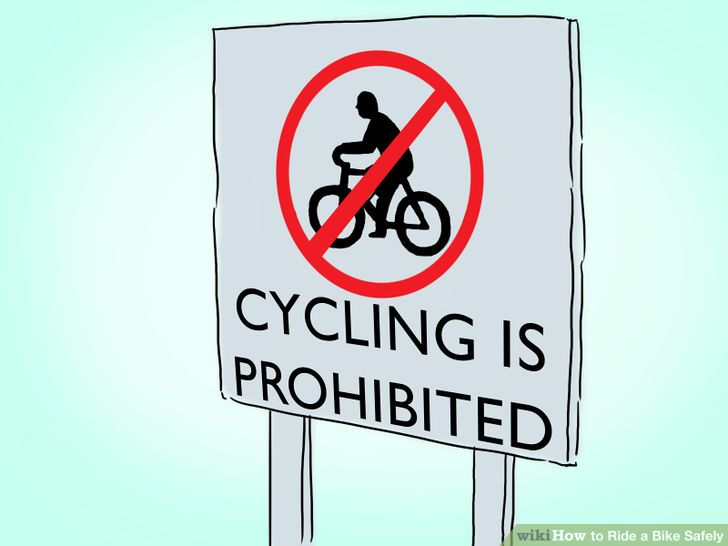 CYCLING IS
PROHIBITED
wikiHow to Ride a Bike Safely